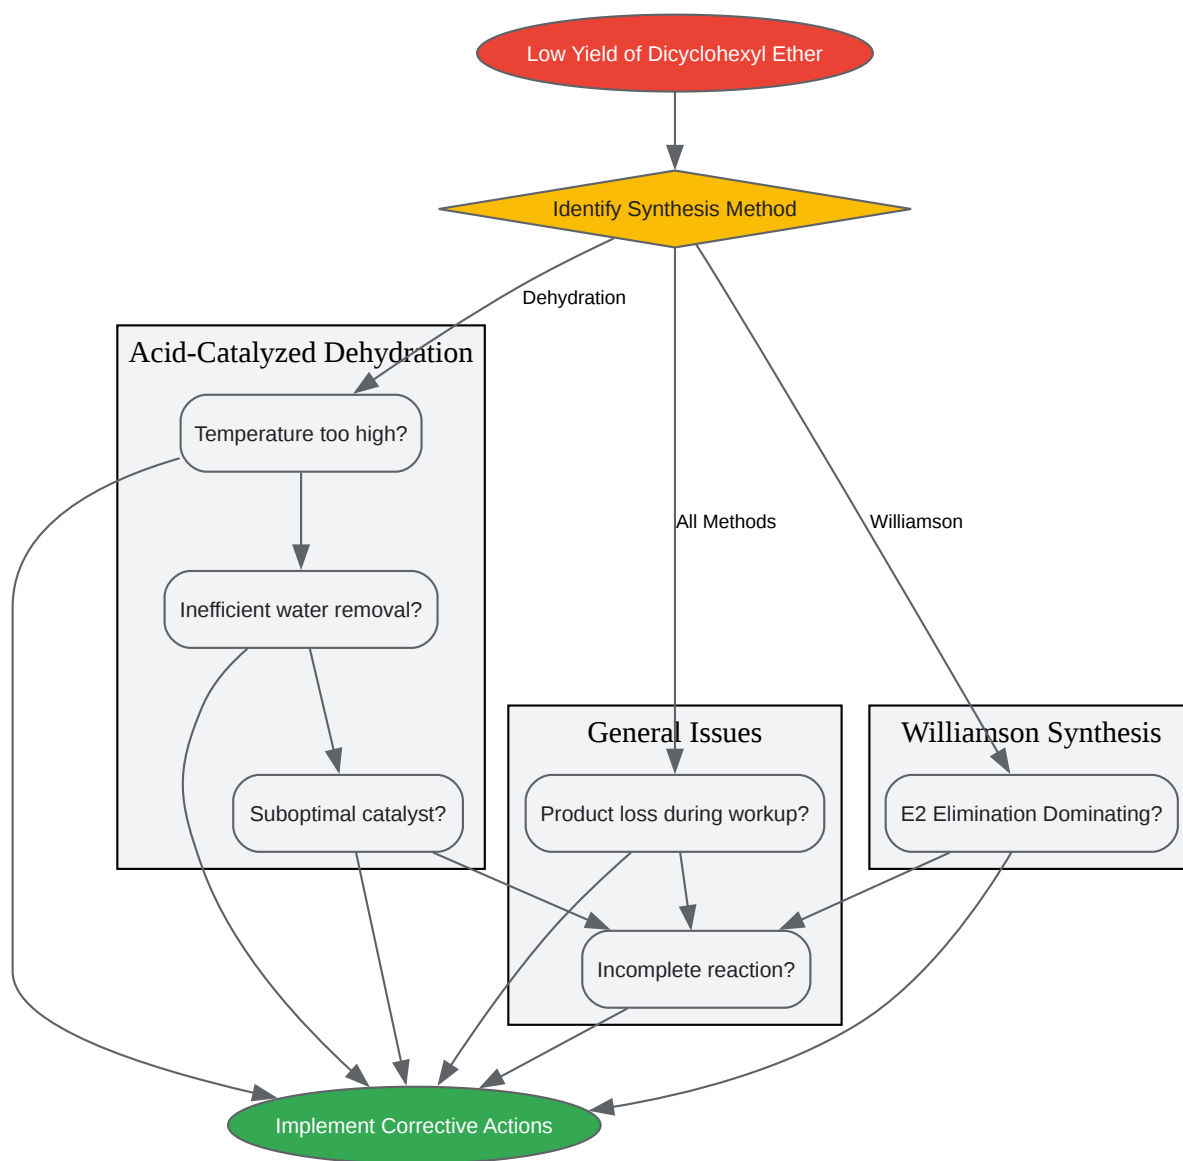 Low Yield of Dicyclohexyl Ether
Identify Synthesis Method
Dehydration
Acid-Catalyzed Dehydration
Temperature too high?
All Methods
Williamson
Inefficient water removal?
General Issues
Williamson Synthesis
Suboptimal catalyst?
Product loss during workup?
E2 Elimination Dominating?
Incomplete reaction?
Implement Corrective Actions